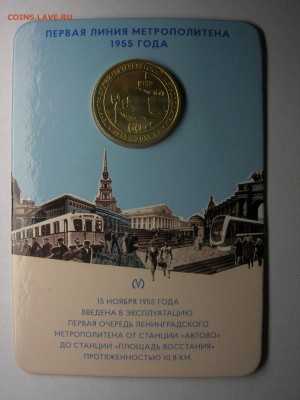 COINS.LAVE.RU
ПЕРВАЯ ЛИНИЯ МЕТРОПОЛИТЕНА
1955 ГОДА
60
15 НОЯБРЯ 1955 ГОДА
ВВЕДЕНА В ЭКСПЛУАТАЦИЮ
ПЕРВАЯ ОЧЕРЕДЬ ЛЕНИНГРАДСКОГО
МЕТРОПОЛИТЕНА ОТ СТАНЦИИ «АВТОВО»
ДО СТАНЦИИ «ПЛОЩАДЬ ВОССТАНИЯ»
ПРОТЯЖЕННОСТЬЮ 10.8 КМ.